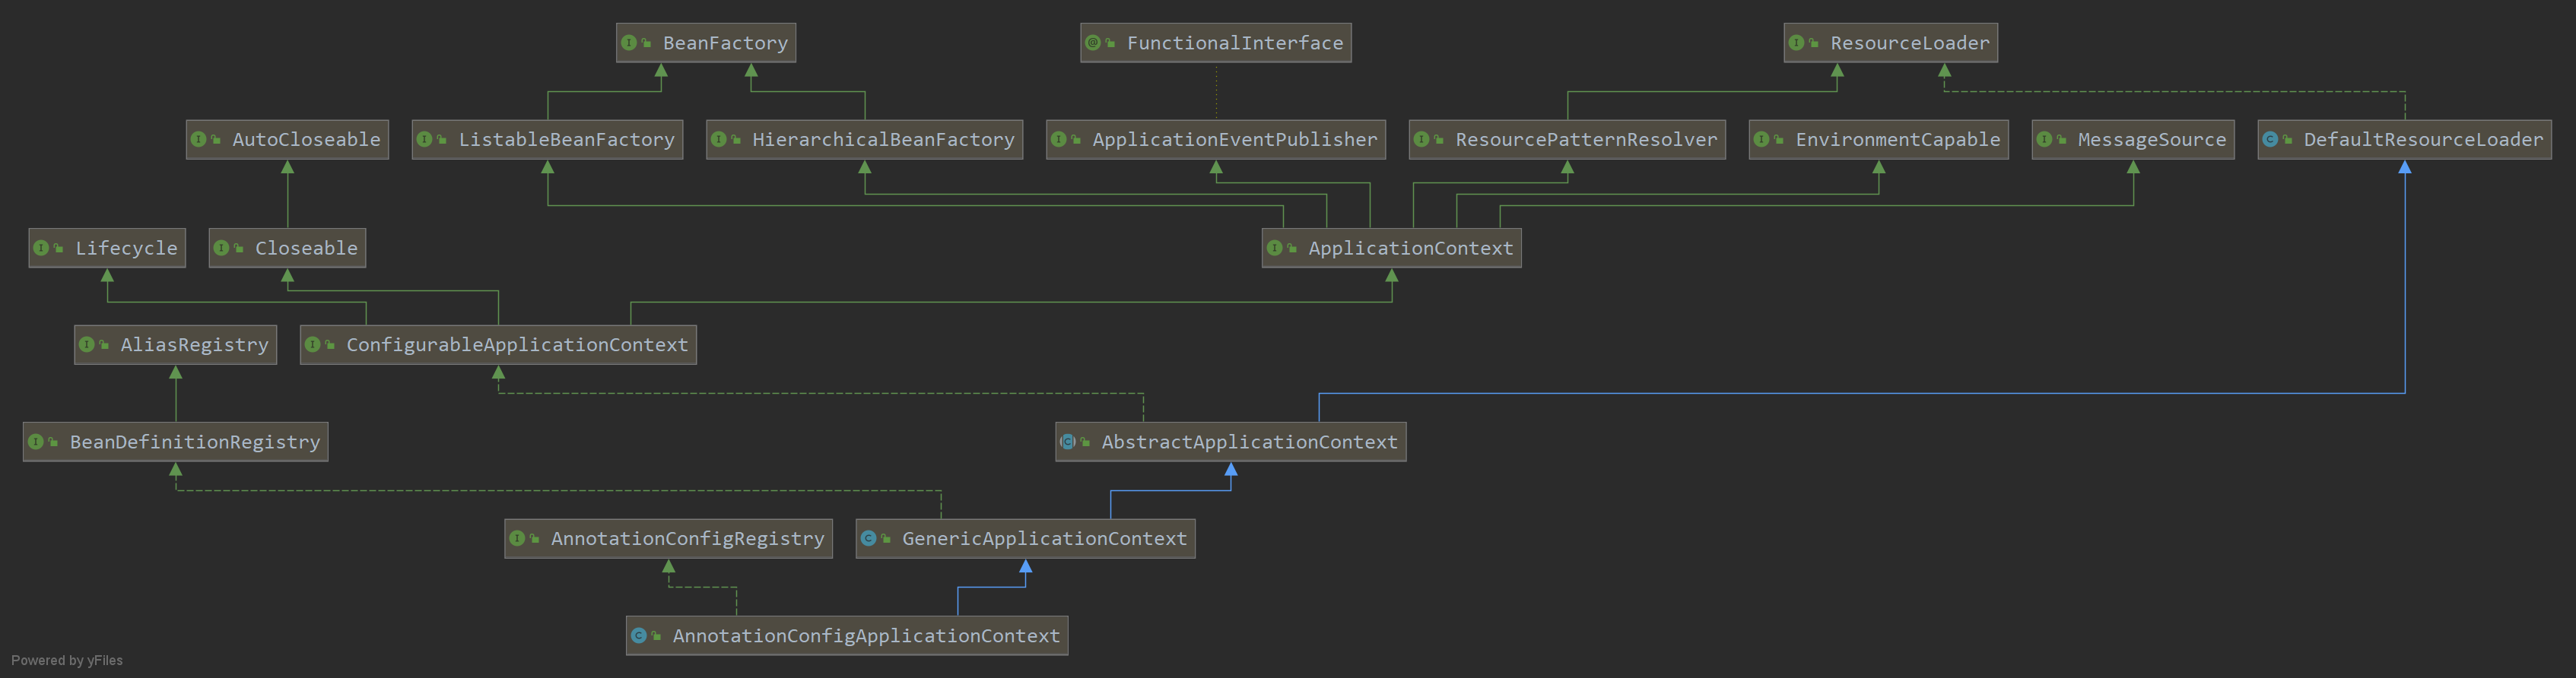 BeanFactory
FunctionalInterface
ResourceLoader
AutoCloseable
ListableBeanFactory
HierarchicalBeanFactory
ApplicationEventPublisher
ResourcePatternResolver
EnvironmentCapable
MessageSource
DefaultResourceLoader
Lifecycle
Closeable
ApplicationContext
AliasRegistry
ConfigurableApplicationContext
BeanDefinitionRegistry
AbstractApplicationContext
AnnotationConfigRegistry
GenericApplicationContext
AnnotationConfigApplicationContext
Powered by yFiles